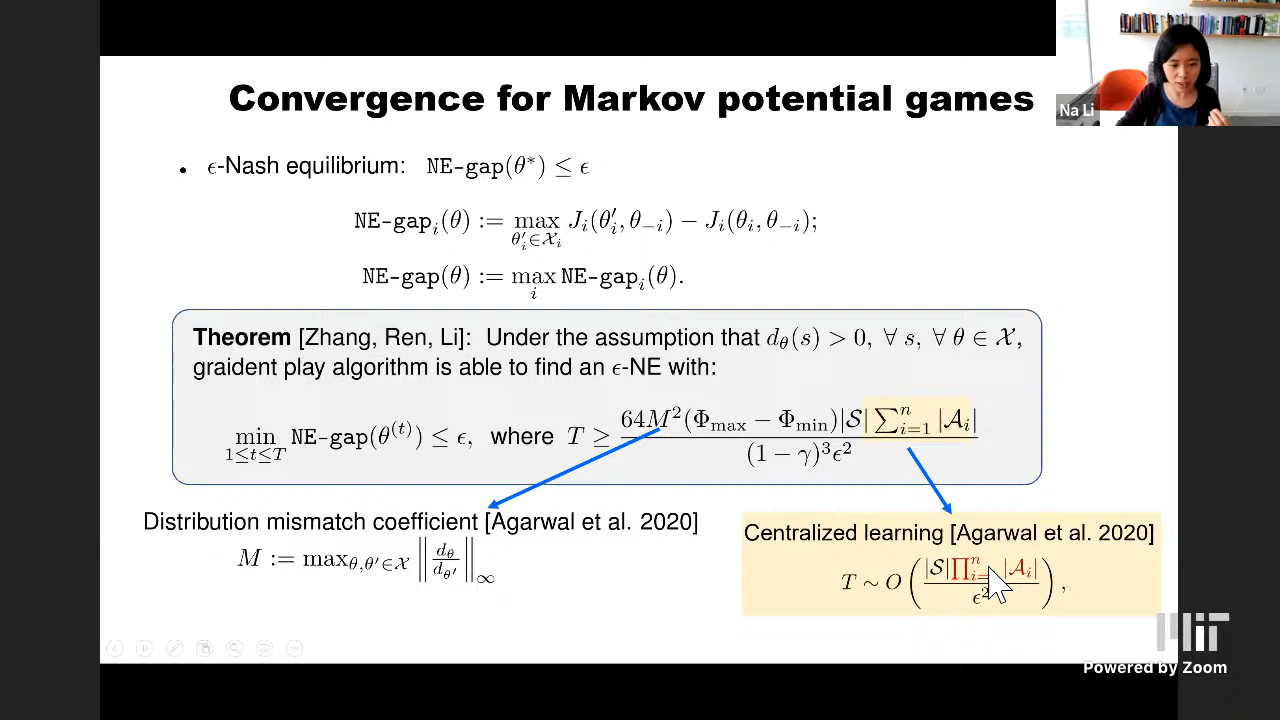 Convergence for Markov potential games
Na Li
• ϵ-Nash equilibrium: NE-gap(θ*) ≤ ϵ
NE-gap_i(θ) := max_{θ'_i∈𝒳_i} J_i(θ'_i, θ_{−i}) − J_i(θ_i, θ_{−i});
NE-gap(θ) := max_i NE-gap_i(θ).
Theorem [Zhang, Ren, Li]: Under the assumption that d_θ(s) > 0, ∀ s, ∀ θ ∈ 𝒳,
graident play algorithm is able to find an ϵ-NE with:
min_{1≤t≤T} NE-gap(θ^{(t)}) ≤ ϵ, where T ≥ 64M²(Φ_max − Φ_min)|𝒮| ∑_{i=1}^n |𝒜_i| / (1 − γ)³ϵ²
Distribution mismatch coefficient [Agarwal et al. 2020]
M := max_{θ,θ'∈𝒳} ‖d_θ / d_{θ'}‖_∞
Centralized learning [Agarwal et al. 2020]
T ∼ O(|𝒮| ∏_{i=}^n |𝒜_i| / ϵ²),
MIT
Powered by Zoom